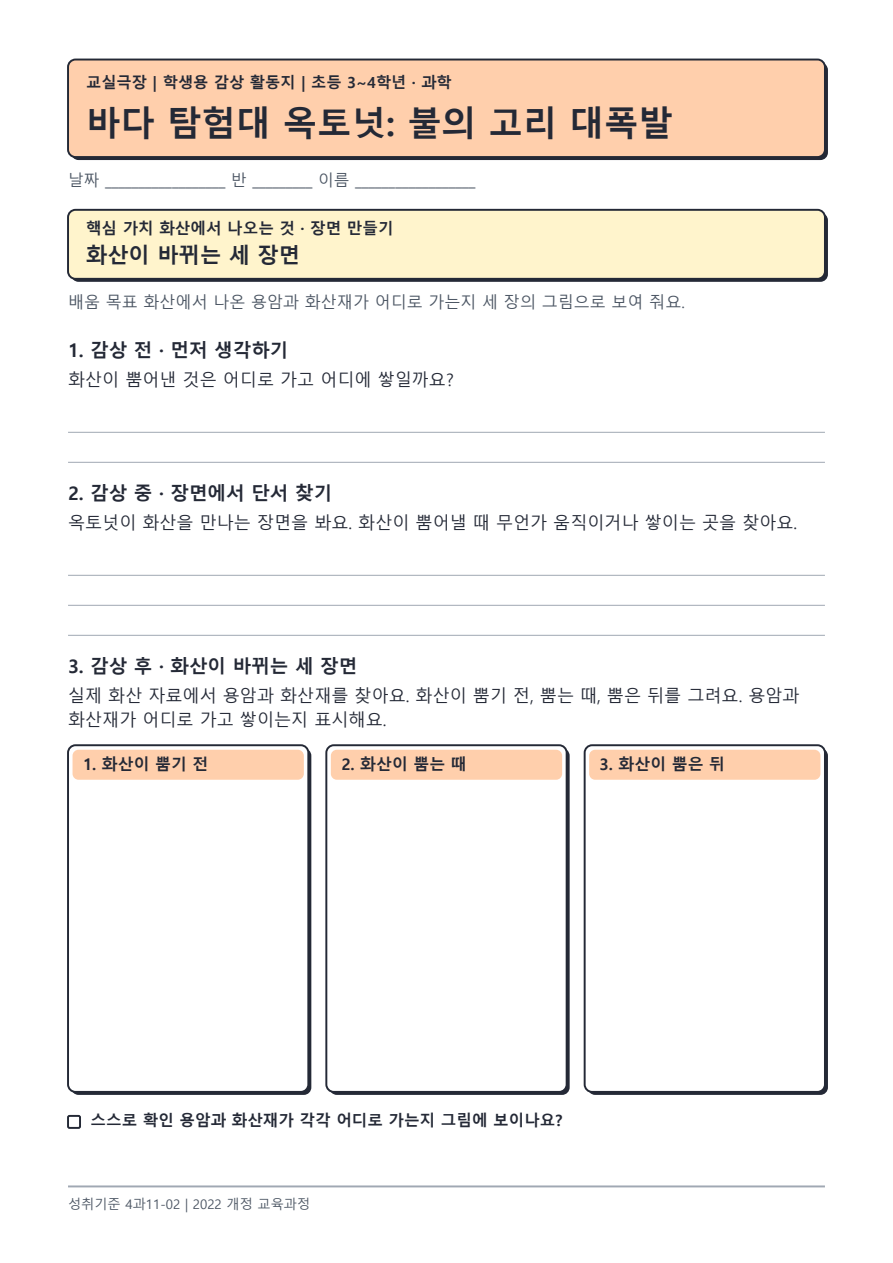 교실극장 | 학생용 감상 활동지 | 초등 3~4학년 · 과학
바다 탐험대 옥토넛: 불의 고리 대폭발
날짜 _______________ 반 _______ 이름 _______________
핵심 가치 화산에서 나오는 것 · 장면 만들기
화산이 바뀌는 세 장면
배움 목표 화산에서 나온 용암과 화산재가 어디로 가는지 세 장의 그림으로 보여 줘요.
1. 감상 전 · 먼저 생각하기
화산이 뿜어낸 것은 어디로 가고 어디에 쌓일까요?
2. 감상 중 · 장면에서 단서 찾기
옥토넛이 화산을 만나는 장면을 봐요. 화산이 뿜어낼 때 무언가 움직이거나 쌓이는 곳을 찾아요.
3. 감상 후 · 화산이 바뀌는 세 장면
실제 화산 자료에서 용암과 화산재를 찾아요. 화산이 뿜기 전, 뿜는 때, 뿜은 뒤를 그려요. 용암과
화산재가 어디로 가고 쌓이는지 표시해요.
1. 화산이 뿜기 전
2. 화산이 뿜는 때
3. 화산이 뿜은 뒤
스스로 확인 용암과 화산재가 각각 어디로 가는지 그림에 보이나요?
성취기준 4과11-02 | 2022 개정 교육과정